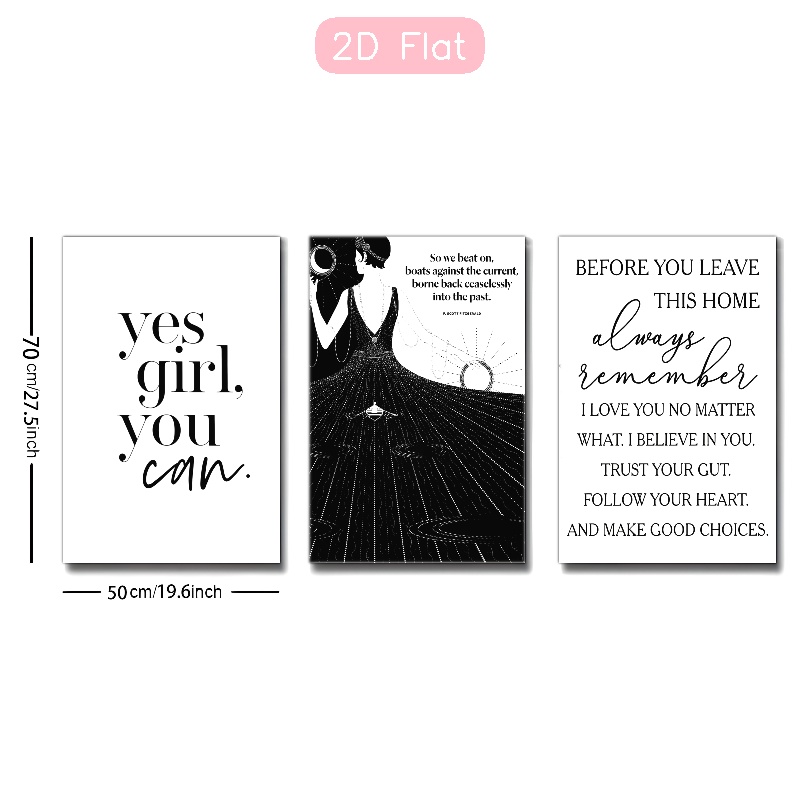 2D Flat
70cm/27.5inch
yes
girl,
you
can.
50cm/19.6inch
So we beat on,
boats against the current,
borne back ceaselessly
into the past.
F. SCOTT FITZGERALD
BEFORE YOU LEAVE
THIS HOME
always
remember
I LOVE YOU NO MATTER
WHAT. I BELIEVE IN YOU.
TRUST YOUR GUT.
FOLLOW YOUR HEART.
AND MAKE GOOD CHOICES.